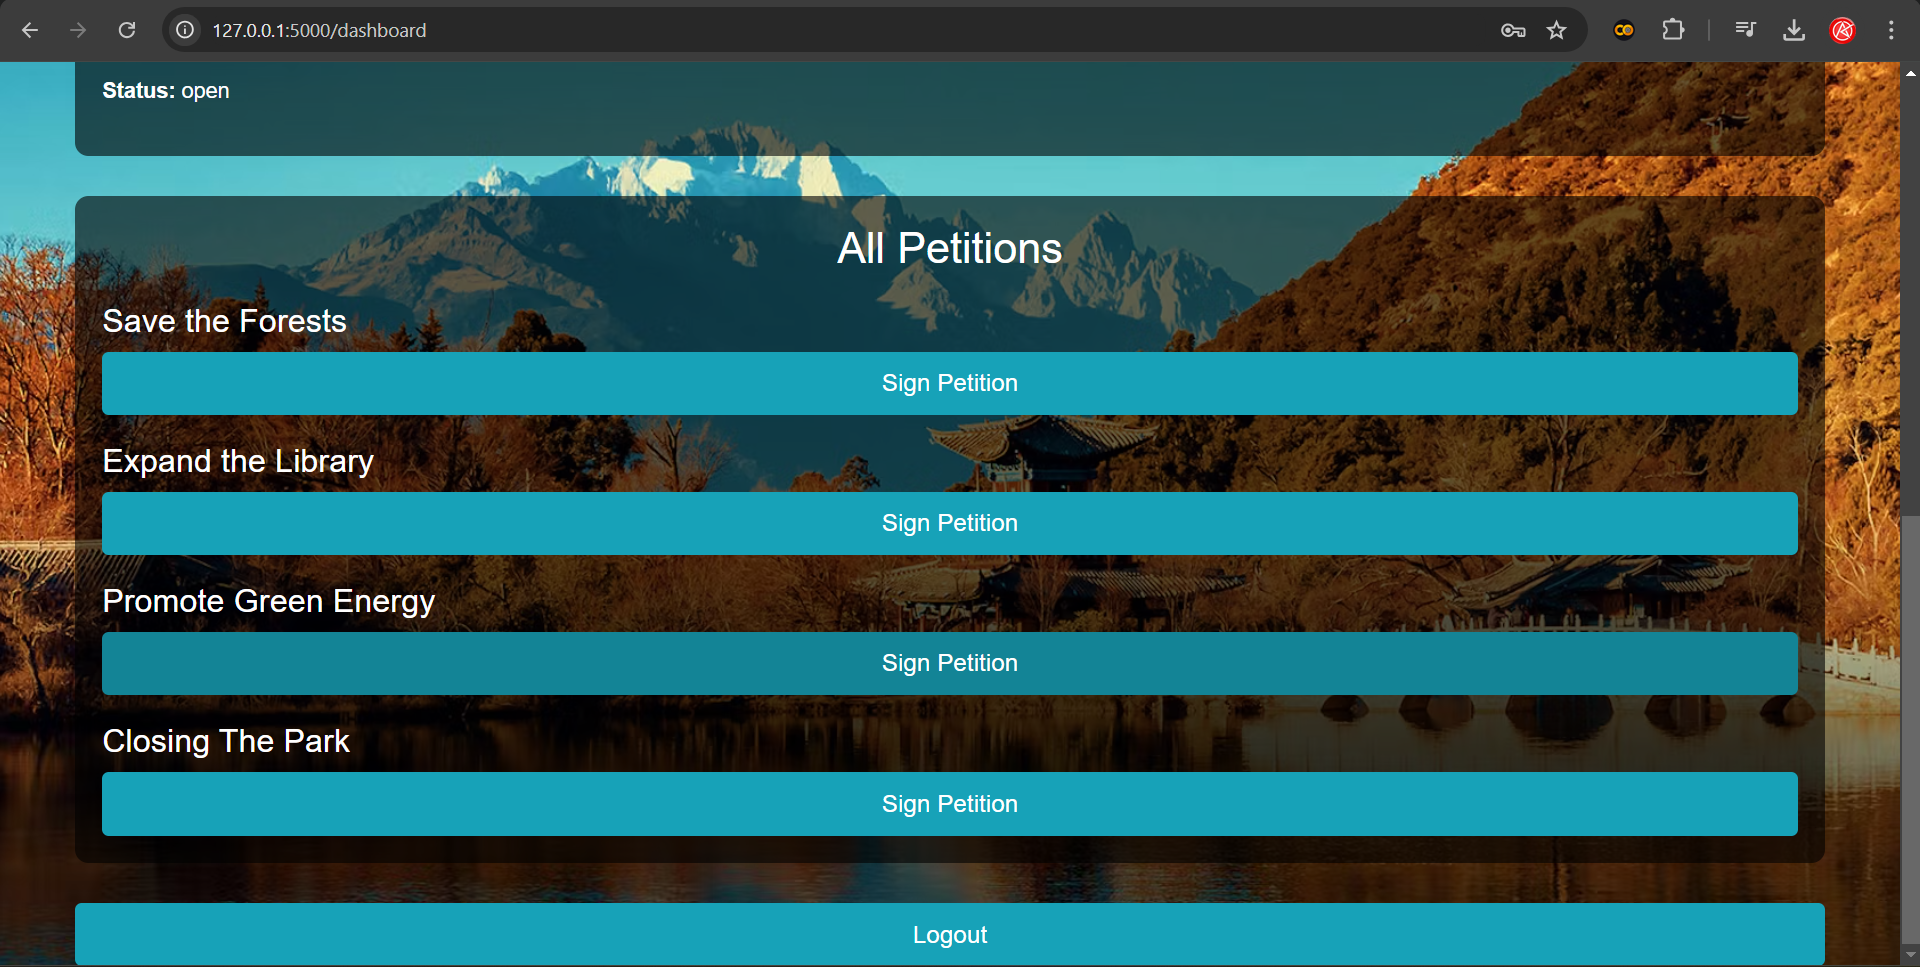 127.0.0.1:5000/dashboard
Status: open
All Petitions
Save the Forests
Sign Petition
Expand the Library
Sign Petition
Promote Green Energy
Sign Petition
Closing The Park
Sign Petition
Logout